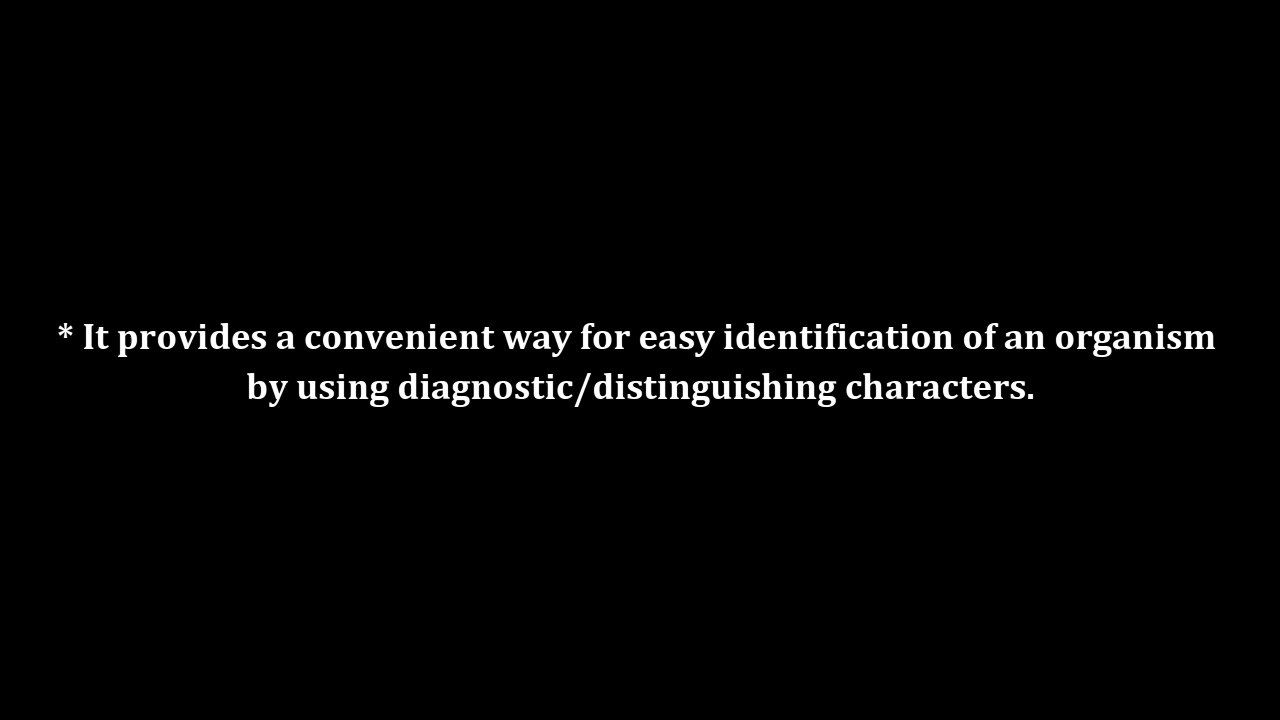 * It provides a convenient way for easy identification of an organism
by using diagnostic/distinguishing characters.